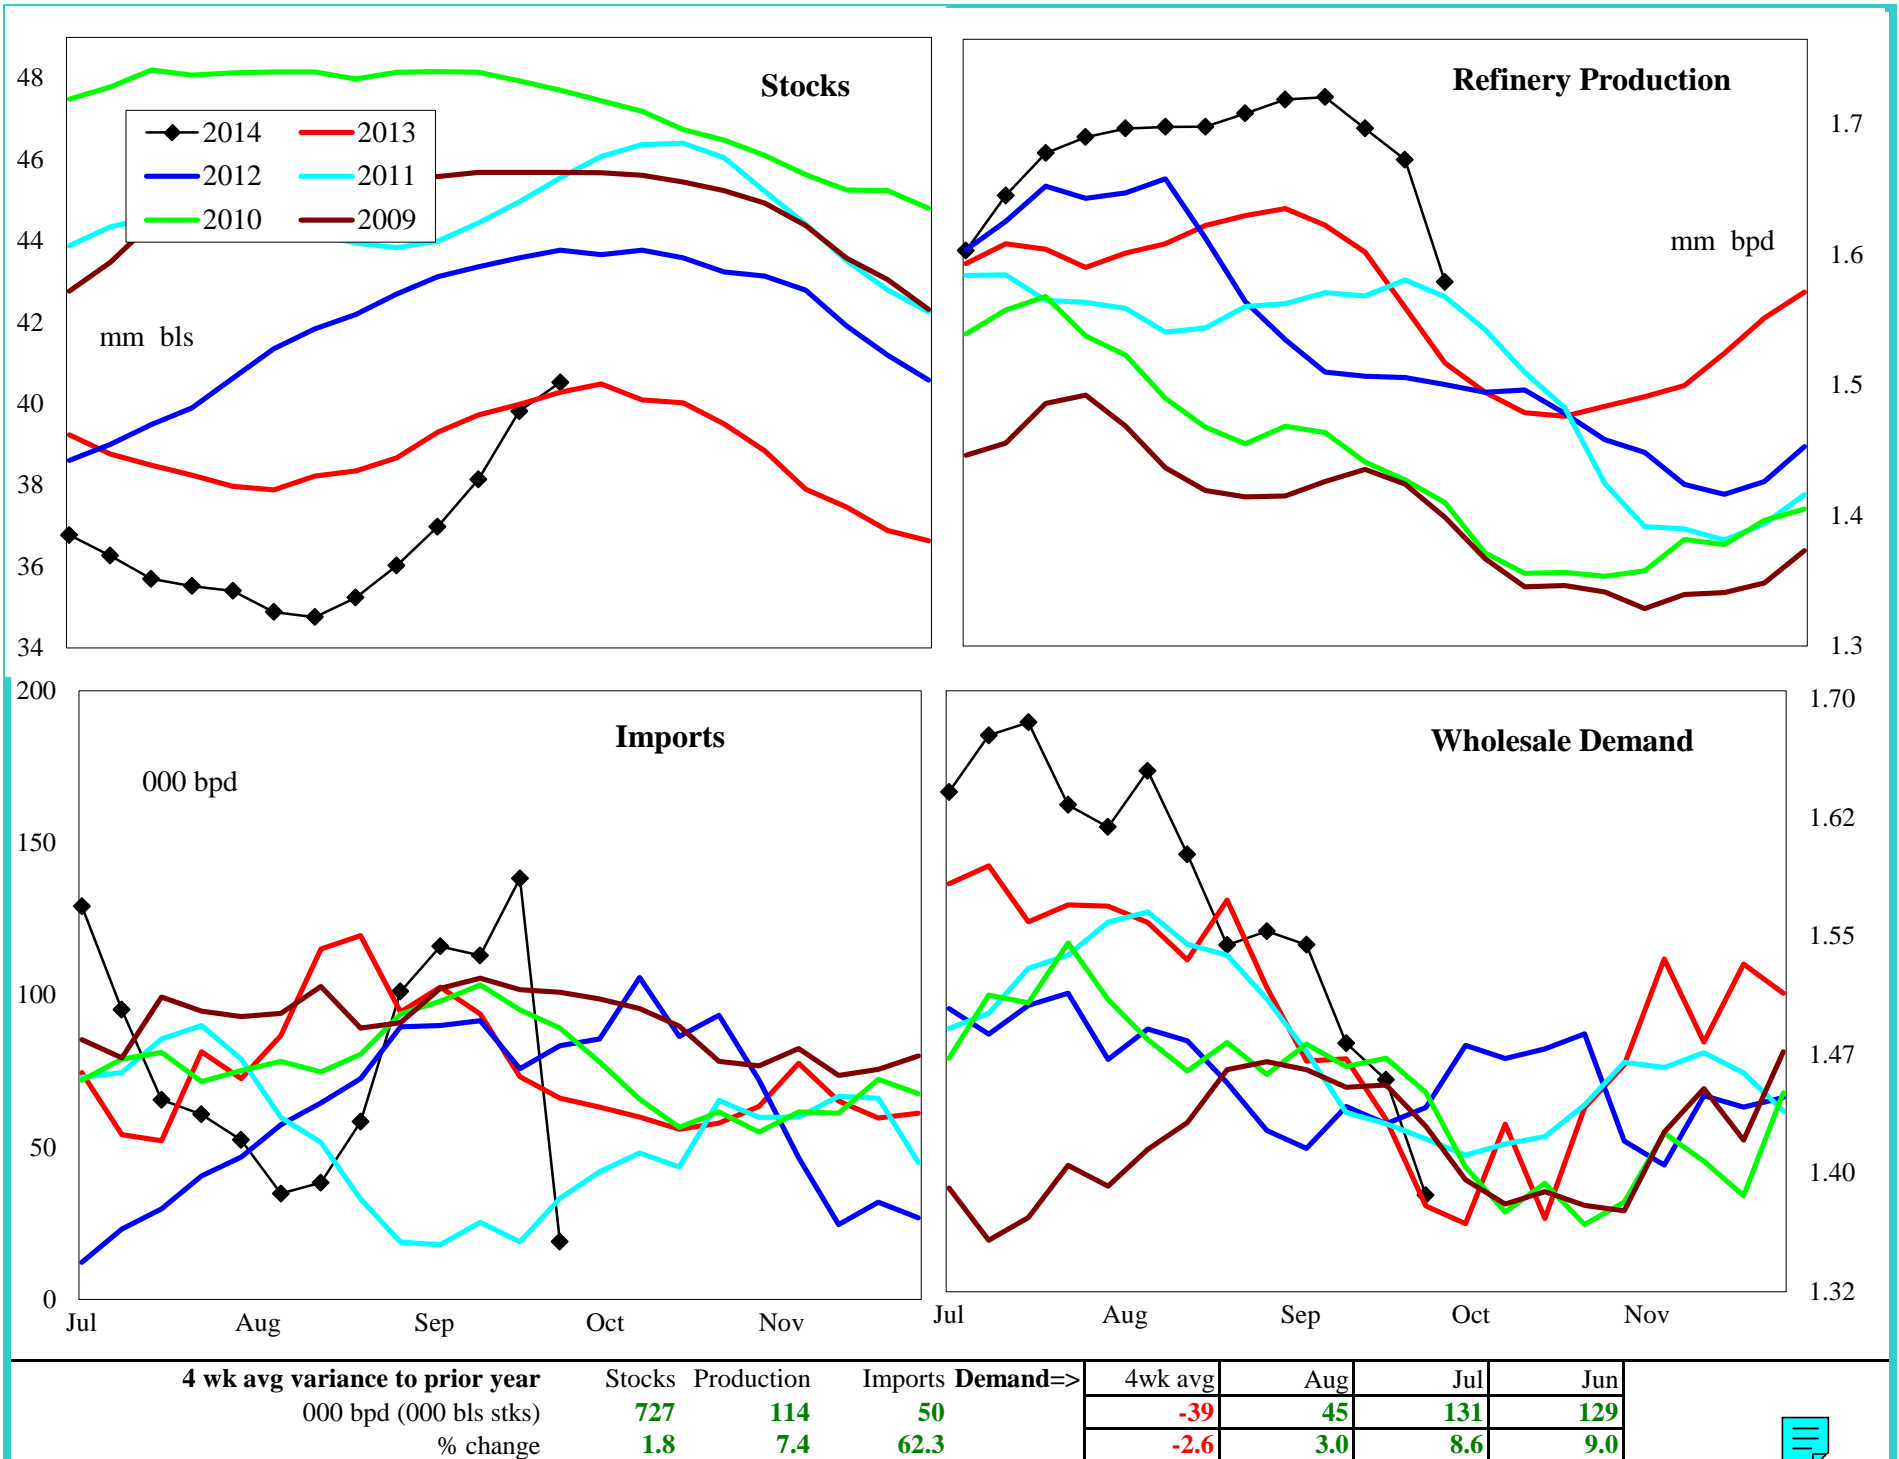 Stocks
48
46
44
42
40
38
36
34
2014 2013
2012 2011
2010 2009
mm bls
Refinery Production
mm bpd
1.7
1.6
1.5
1.4
1.3
Imports
000 bpd
200
150
100
50
0
Jul Aug Sep Oct Nov
Wholesale Demand
1.70
1.62
1.55
1.47
1.40
1.32
Jul Aug Sep Oct Nov
4 wk avg variance to prior year Stocks Production Imports Demand=> 4wk avg Aug Jul Jun
000 bpd (000 bls stks) 727 114 50 -39 45 131 129
% change 1.8 7.4 62.3 -2.6 3.0 8.6 9.0